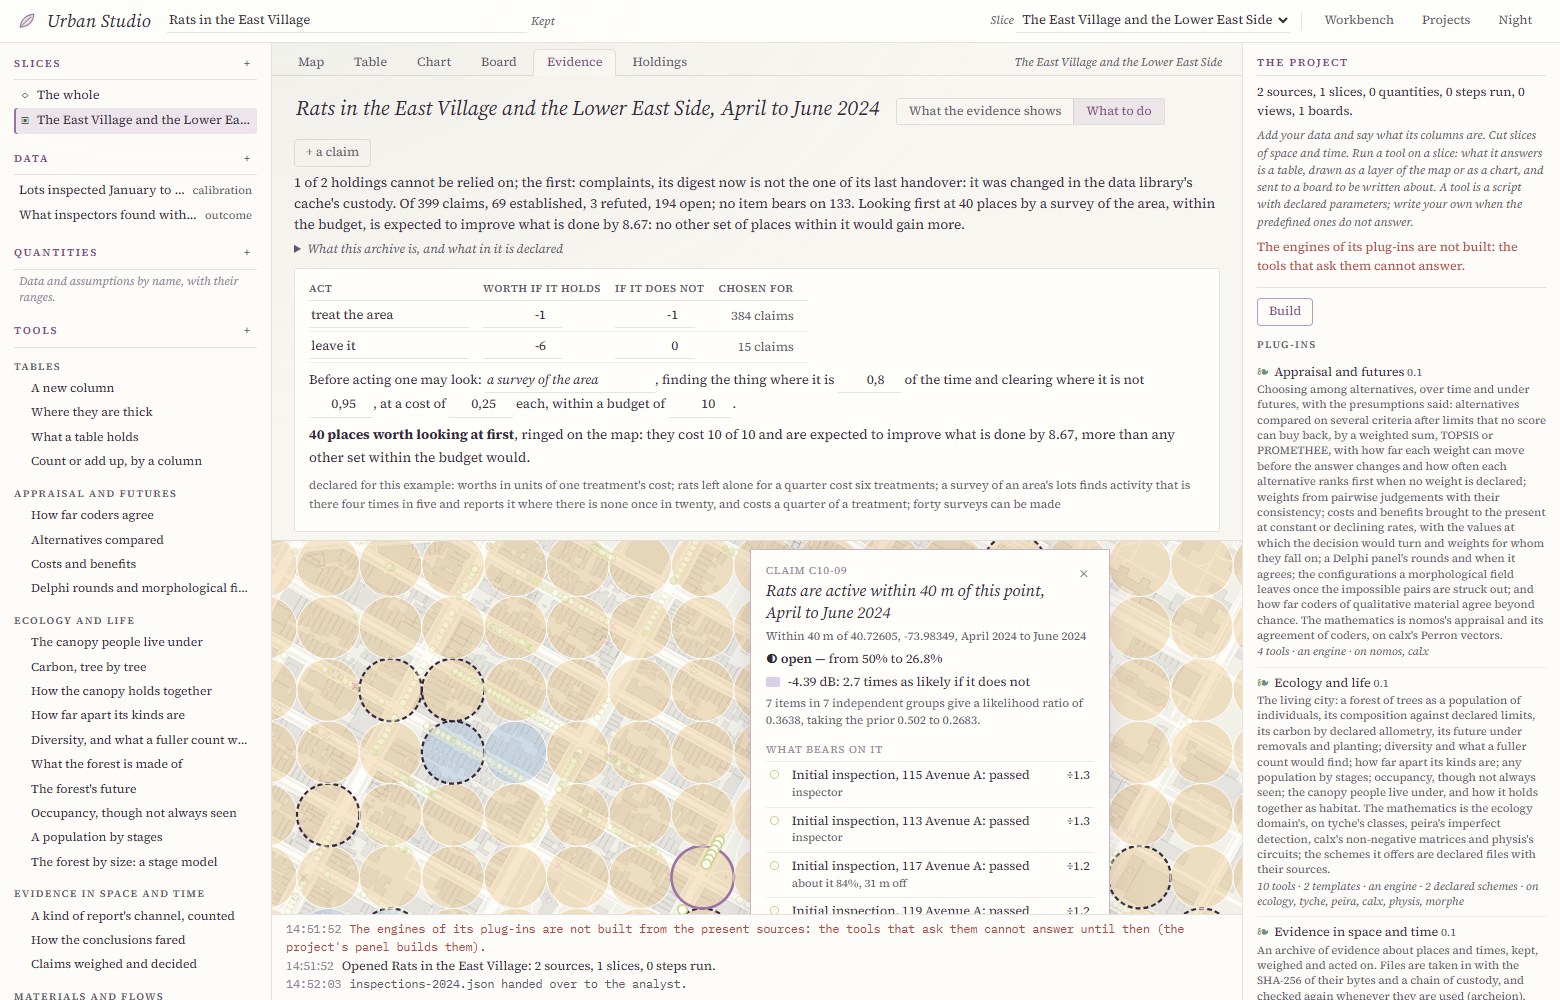 Urban Studio
Rats in the East Village
Kept
Slice The East Village and the Lower East Side
Workbench
Projects
Night
SLICES +
The whole
The East Village and the Lower Ea...
DATA +
Lots inspected January to ... calibration
What inspectors found with... outcome
QUANTITIES +
Data and assumptions by name, with their
ranges.
TOOLS +
TABLES
A new column
Where they are thick
What a table holds
Count or add up, by a column
APPRAISAL AND FUTURES
How far coders agree
Alternatives compared
Costs and benefits
Delphi rounds and morphological fi...
ECOLOGY AND LIFE
The canopy people live under
Carbon, tree by tree
How the canopy holds together
How far apart its kinds are
Diversity, and what a fuller count w...
What the forest is made of
The forest's future
Occupancy, though not always seen
A population by stages
The forest by size: a stage model
EVIDENCE IN SPACE AND TIME
A kind of report's channel, counted
How the conclusions fared
Claims weighed and decided
MATERIALS AND FLOWS
Map
Table
Chart
Board
Evidence
Holdings
The East Village and the Lower East Side
Rats in the East Village and the Lower East Side, April to June 2024
What the evidence shows
What to do
+ a claim
1 of 2 holdings cannot be relied on; the first: complaints, its digest now is not the one of its last handover: it was changed in the data library's
cache's custody. Of 399 claims, 69 established, 3 refuted, 194 open; no item bears on 133. Looking first at 40 places by a survey of the area, within
the budget, is expected to improve what is done by 8.67: no other set of places within it would gain more.
What this archive is, and what in it is declared
ACT WORTH IF IT HOLDS IF IT DOES NOT CHOSEN FOR
treat the area -1 -1 384 claims
leave it -6 0 15 claims
Before acting one may look: a survey of the area , finding the thing where it is 0,8 of the time and clearing where it is not
0,95 , at a cost of 0,25 each, within a budget of 10 .
40 places worth looking at first, ringed on the map: they cost 10 of 10 and are expected to improve what is done by 8.67, more than any
other set within the budget would.
declared for this example: worths in units of one treatment's cost; rats left alone for a quarter cost six treatments; a survey of an area's lots finds activity that is
there four times in five and reports it where there is none once in twenty, and costs a quarter of a treatment; forty surveys can be made
CLAIM C10-09 ×
Rats are active within 40 m of this point,
April to June 2024
Within 40 m of 40.72605, -73.98349, April 2024 to June 2024
open — from 50% to 26.8%
-4.39 dB: 2.7 times as likely if it does not
7 items in 7 independent groups give a likelihood ratio of
0.3638, taking the prior 0.502 to 0.2683.
WHAT BEARS ON IT
Initial inspection, 115 Avenue A: passed ÷1.3
inspector
Initial inspection, 113 Avenue A: passed ÷1.3
inspector
Initial inspection, 117 Avenue A: passed ÷1.2
about it 84%, 31 m off
Initial inspection, 119 Avenue A: passed ÷1.2
14:51:52 The engines of its plug-ins are not built from the present sources: the tools that ask them cannot answer until then (the
project's panel builds them).
14:51:52 Opened Rats in the East Village: 2 sources, 1 slices, 0 steps run.
14:52:03 inspections-2024.json handed over to the analyst.
THE PROJECT
2 sources, 1 slices, 0 quantities, 0 steps run, 0
views, 1 boards.
Add your data and say what its columns are. Cut slices
of space and time. Run a tool on a slice: what it answers
is a table, drawn as a layer of the map or as a chart, and
sent to a board to be written about. A tool is a script
with declared parameters; write your own when the
predefined ones do not answer.
The engines of its plug-ins are not built: the
tools that ask them cannot answer.
Build
PLUG-INS
Appraisal and futures 0.1
Choosing among alternatives, over time and under
futures, with the presumptions said: alternatives
compared on several criteria after limits that no score
can buy back, by a weighted sum, TOPSIS or
PROMETHEE, with how far each weight can move
before the answer changes and how often each
alternative ranks first when no weight is declared;
weights from pairwise judgements with their
consistency; costs and benefits brought to the present
at constant or declining rates, with the values at
which the decision would turn and weights for whom
they fall on; a Delphi panel's rounds and when it
agrees; the configurations a morphological field
leaves once the impossible pairs are struck out; and
how far coders of qualitative material agree beyond
chance. The mathematics is nomos's appraisal and its
agreement of coders, on calx's Perron vectors.
4 tools · an engine · on nomos, calx
Ecology and life 0.1
The living city: a forest of trees as a population of
individuals, its composition against declared limits,
its carbon by declared allometry, its future under
removals and planting; diversity and what a fuller
count would find; how far apart its kinds are; any
population by stages; occupancy, though not always
seen; the canopy people live under, and how it holds
together as habitat. The mathematics is the ecology
domain's, on tyche's classes, peira's imperfect
detection, calx's non-negative matrices and physis's
circuits; the schemes it offers are declared files with
their sources.
10 tools · 2 templates · an engine · 2 declared schemes · on
ecology, tyche, peira, calx, physis, morphe
Evidence in space and time 0.1
An archive of evidence about places and times, kept,
weighed and acted on. Files are taken in with the
SHA-256 of their bytes and a chain of custody, and
checked again whenever they are used (archeion),